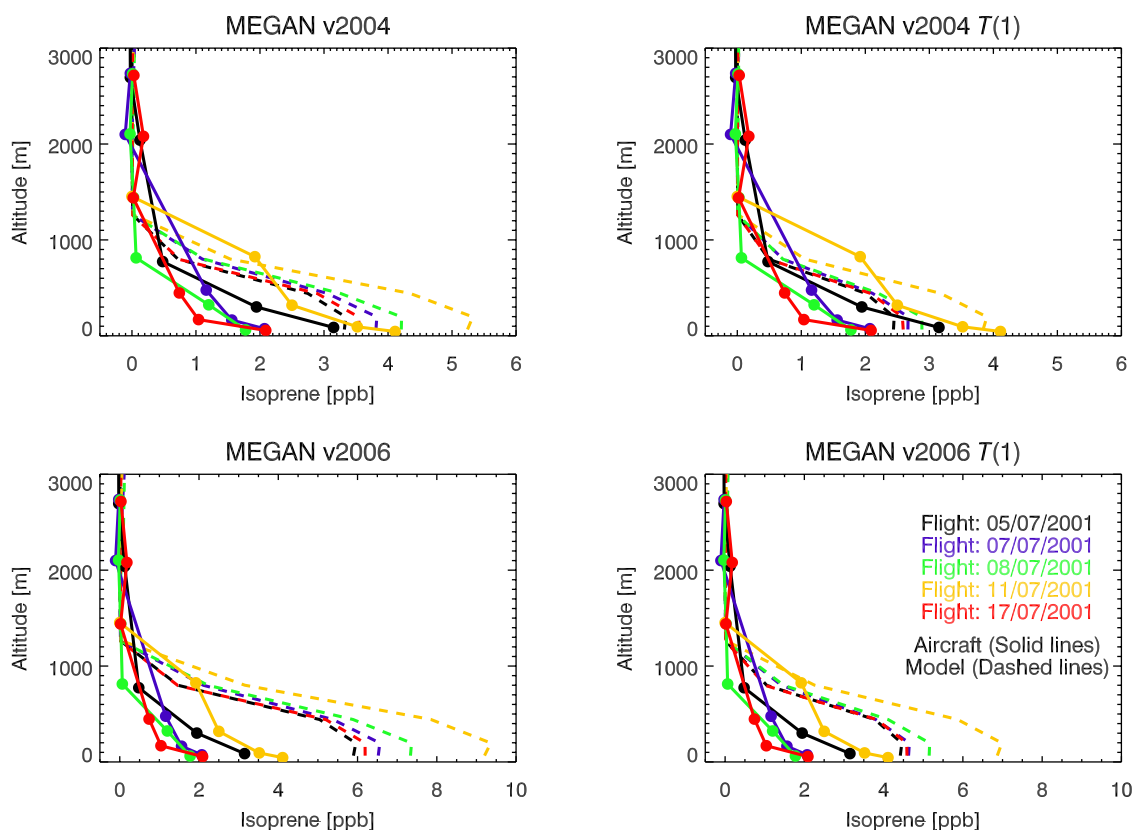 MEGAN v2004
3000
2000
1000
0
Altitude [m]
0 1 2 3 4 5 6
Isoprene [ppb]
MEGAN v2004 T(1)
3000
2000
1000
0
Altitude [m]
0 1 2 3 4 5 6
Isoprene [ppb]
MEGAN v2006
3000
2000
1000
0
Altitude [m]
0 2 4 6 8 10
Isoprene [ppb]
MEGAN v2006 T(1)
3000
2000
1000
0
Altitude [m]
Flight: 05/07/2001
Flight: 07/07/2001
Flight: 08/07/2001
Flight: 11/07/2001
Flight: 17/07/2001
Aircraft (Solid lines)
Model (Dashed lines)
0 2 4 6 8 10
Isoprene [ppb]